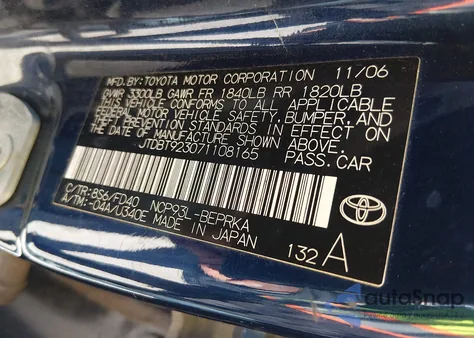 MFD.BY:TOYOTA MOTOR CORPORATION 11/06
GVWR 3300LB GAWR FR 1840LB RR 1820LB
THIS VEHICLE CONFORMS TO ALL APPLICABLE
FEDERAL MOTOR VEHICLE SAFETY, BUMPER, AND
THEFT PREVENTION STANDARDS IN EFFECT ON
THE DATE OF MANUFACTURE SHOWN ABOVE.
JTDBT923071108165 PASS.CAR
C/TR:8S6/FD40 NCP93L-BEPRKA
A/TM:-04A/U340E MADE IN JAPAN
132 A
autoSnap